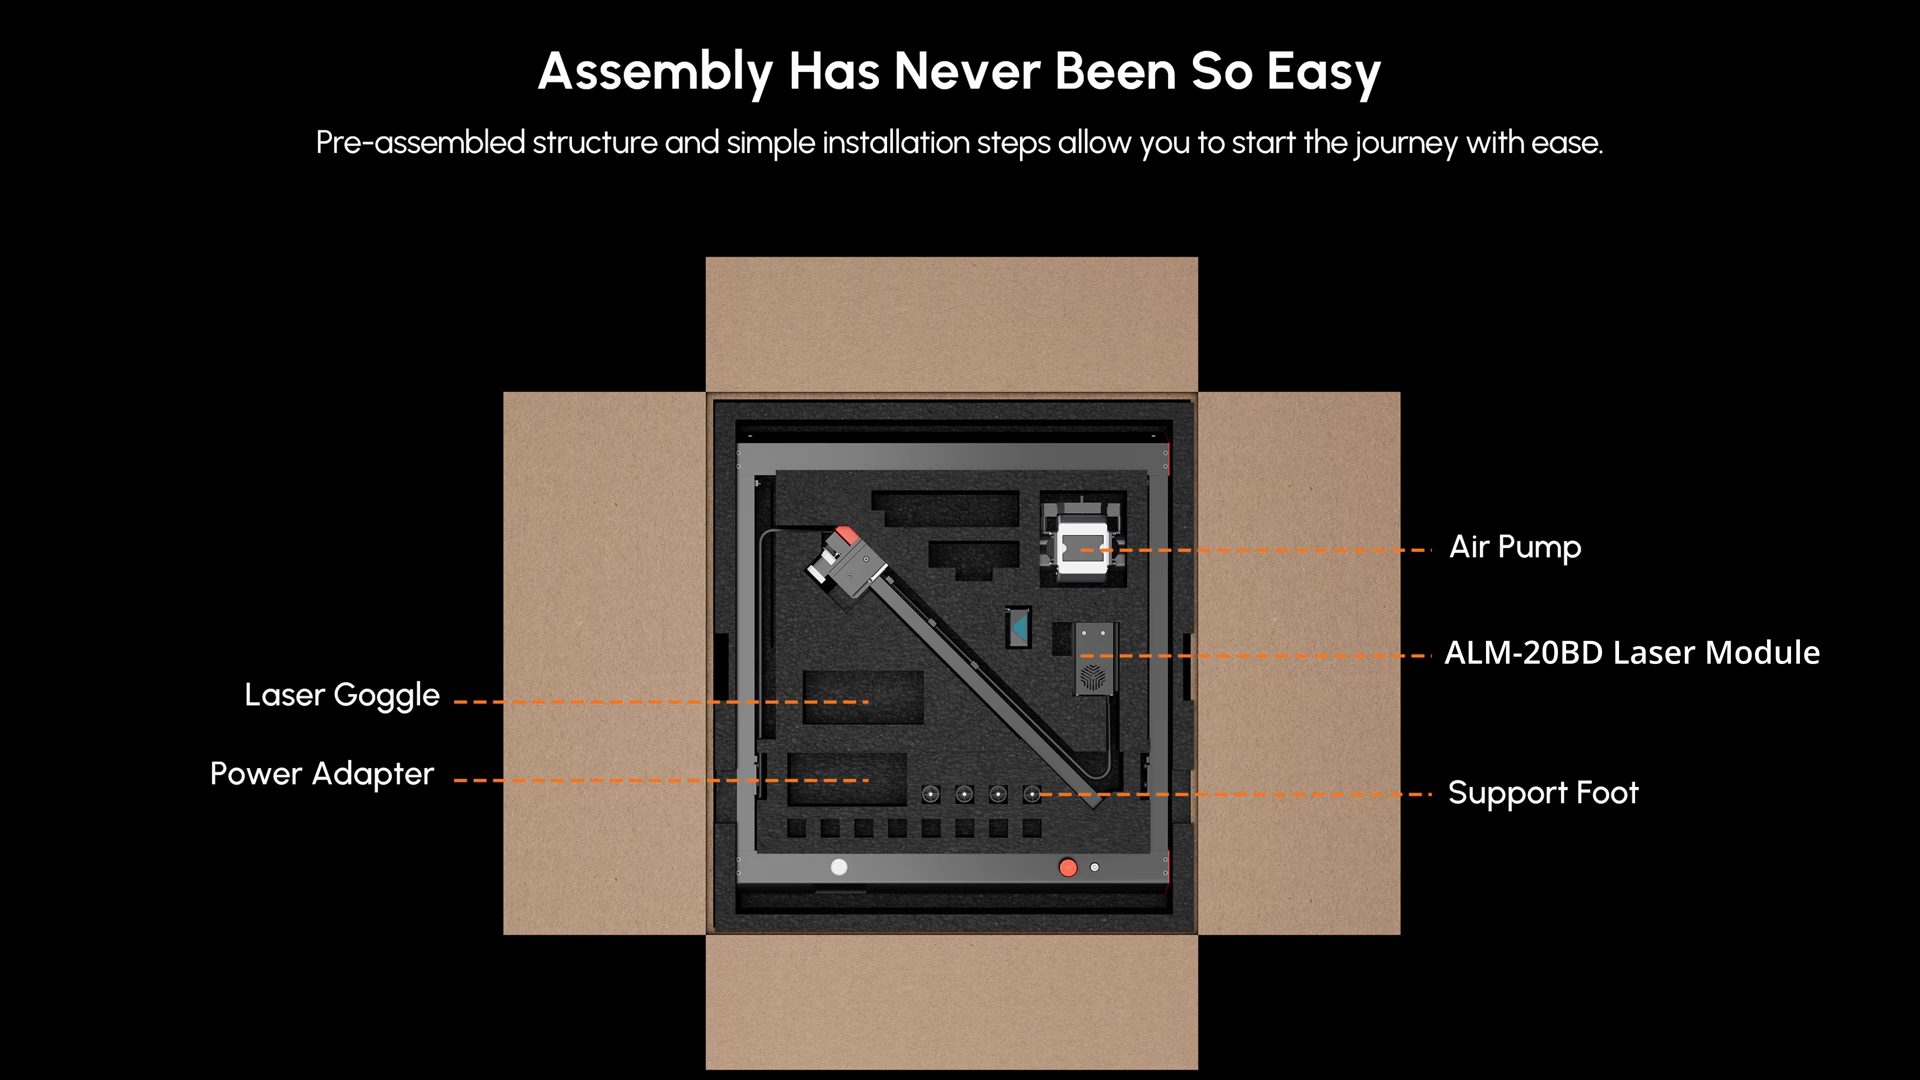 Assembly Has Never Been So Easy
Pre-assembled structure and simple installation steps allow you to start the journey with ease.
Air Pump
ALM-20BD Laser Module
Laser Goggle
Power Adapter
Support Foot